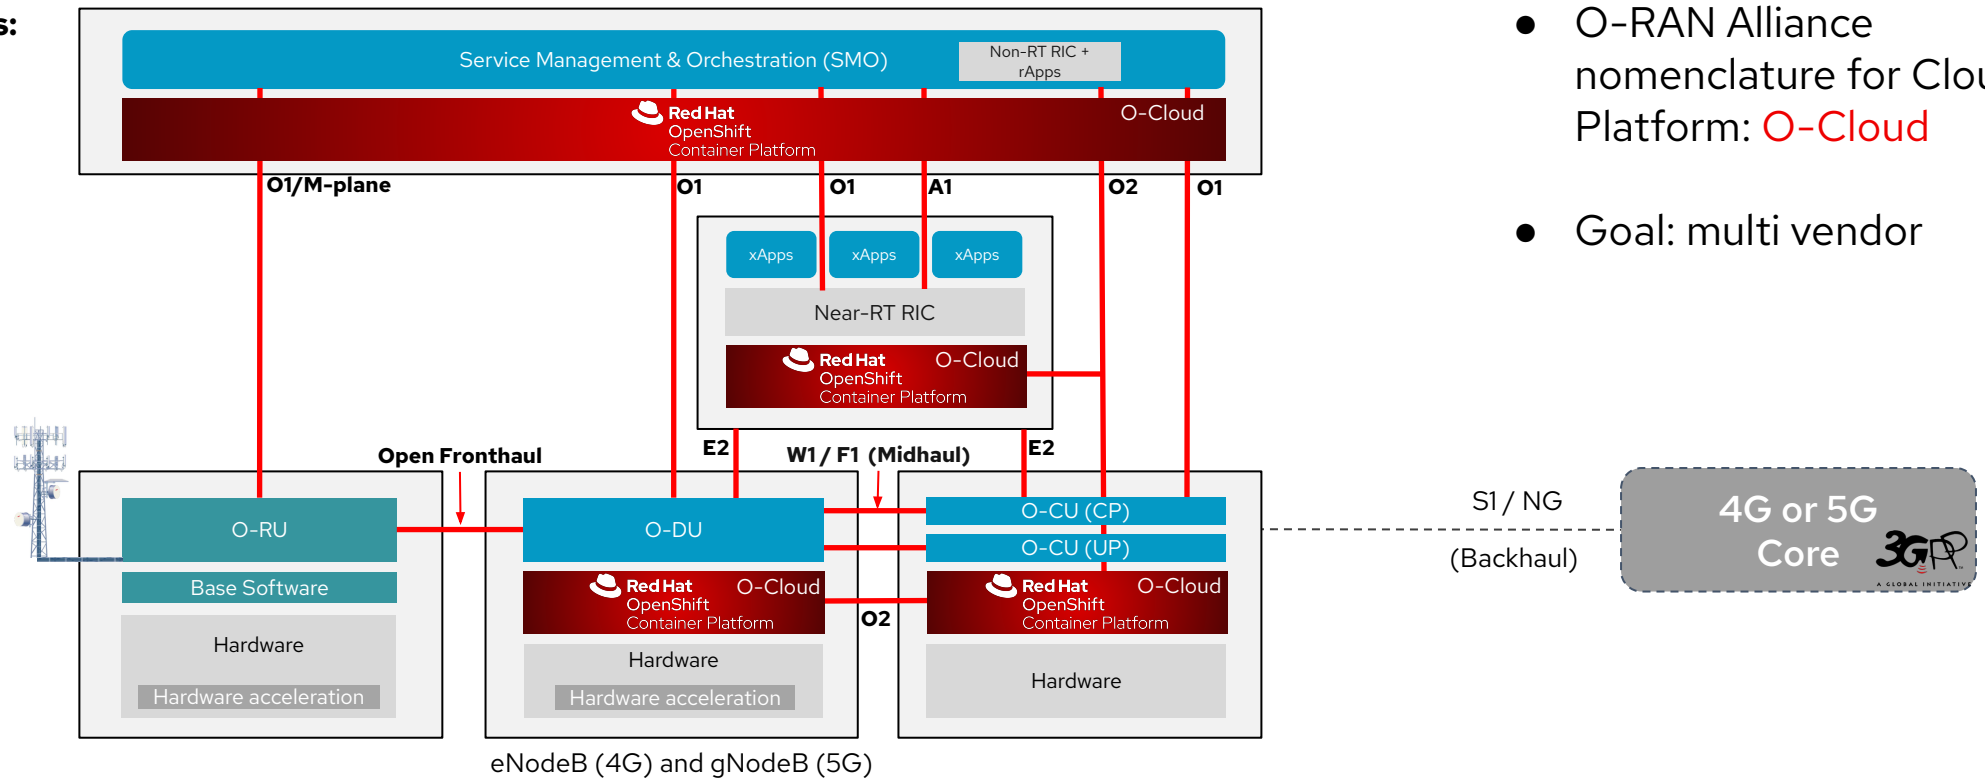 s:
Service Management & Orchestration (SMO)
Non-RT RIC +
rApps
Red Hat
OpenShift
Container Platform
O-Cloud
O1/M-plane
O1
O1
A1
O2
O1
xApps
xApps
xApps
Near-RT RIC
Red Hat
OpenShift
Container Platform
O-Cloud
E2
E2
Open Fronthaul
W1 / F1 (Midhaul)
O-RU
Base Software
Hardware
Hardware acceleration
O-DU
Red Hat
OpenShift
Container Platform
O-Cloud
Hardware
Hardware acceleration
O2
O-CU (CP)
O-CU (UP)
Red Hat
OpenShift
Container Platform
O-Cloud
Hardware
eNodeB (4G) and gNodeB (5G)
S1 / NG
(Backhaul)
4G or 5G
Core
3GPP
A GLOBAL INITIATIVE
● O-RAN Alliance
nomenclature for Clou
Platform: O-Cloud
● Goal: multi vendor